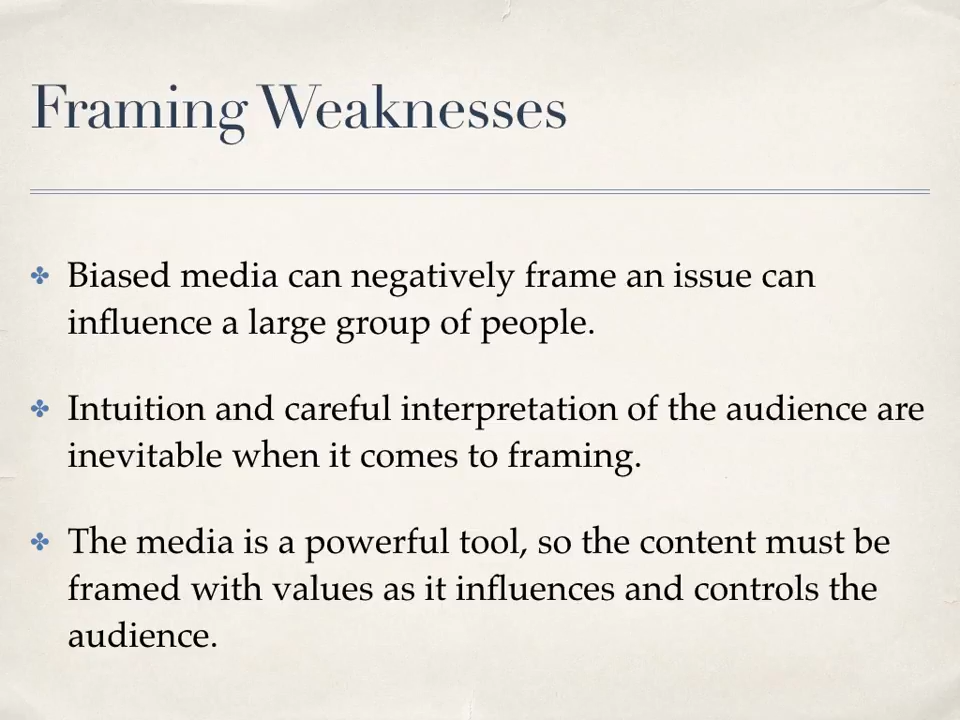 Framing Weaknesses
Biased media can negatively frame an issue can
influence a large group of people.
Intuition and careful interpretation of the audience are
inevitable when it comes to framing.
The media is a powerful tool, so the content must be
framed with values as it influences and controls the
audience.